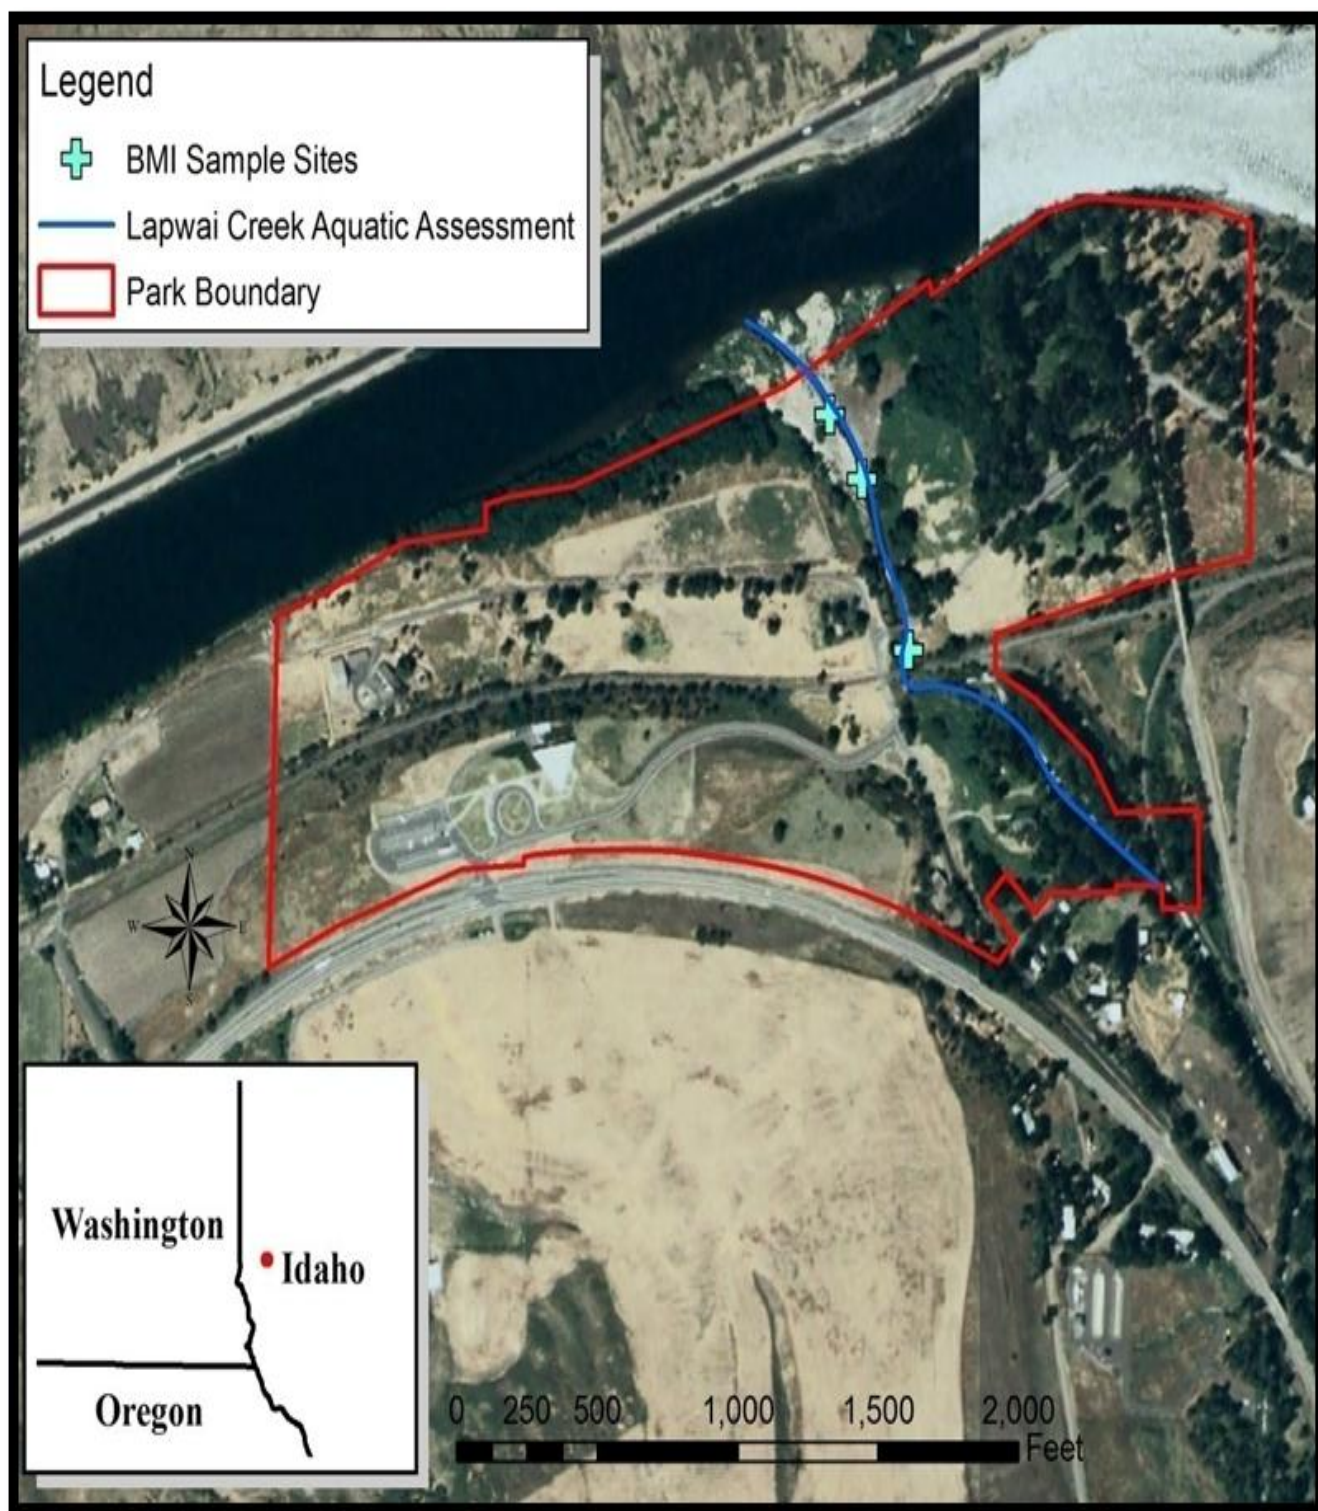 Legend
BMI Sample Sites
Lapwai Creek Aquatic Assessment
Park Boundary
N
W E
S
Washington
Idaho
Oregon
0 250 500 1,000 1,500 2,000
Feet